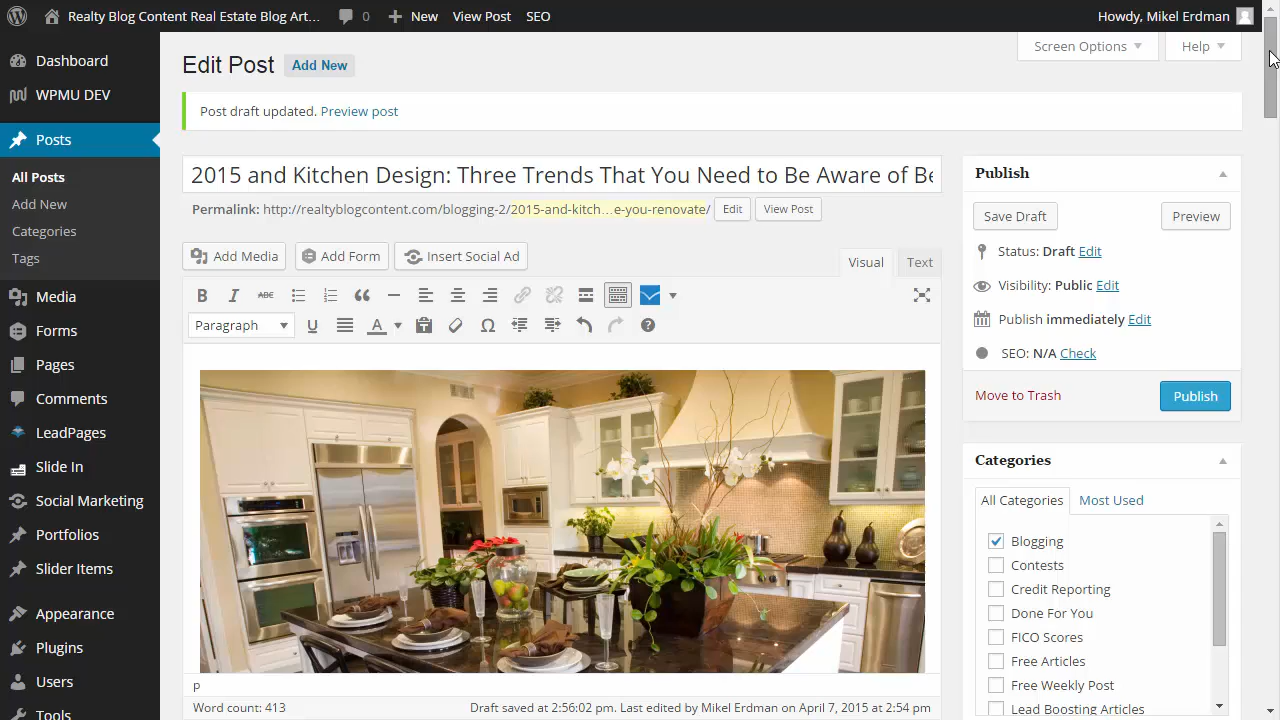 Realty Blog Content Real Estate Blog Art... 0 New View Post SEO Howdy, Mikel Erdman
Dashboard
WPMU DEV
Posts
All Posts
Add New
Categories
Tags
Media
Forms
Pages
Comments
LeadPages
Slide In
Social Marketing
Portfolios
Slider Items
Appearance
Plugins
Users
Tools
Screen Options Help
Edit Post Add New
Post draft updated. Preview post
2015 and Kitchen Design: Three Trends That You Need to Be Aware of Be
Permalink: http://realtyblogcontent.com/blogging-2/2015-and-kitch...e-you-renovate/ Edit View Post
Add Media Add Form Insert Social Ad
Visual Text
B I ABC
Paragraph U A
p
Word count: 413 Draft saved at 2:56:02 pm. Last edited by Mikel Erdman on April 7, 2015 at 2:54 pm
Publish
Save Draft Preview
Status: Draft Edit
Visibility: Public Edit
Publish immediately Edit
SEO: N/A Check
Move to Trash Publish
Categories
All Categories Most Used
Blogging
Contests
Credit Reporting
Done For You
FICO Scores
Free Articles
Free Weekly Post
Lead Boosting Articles